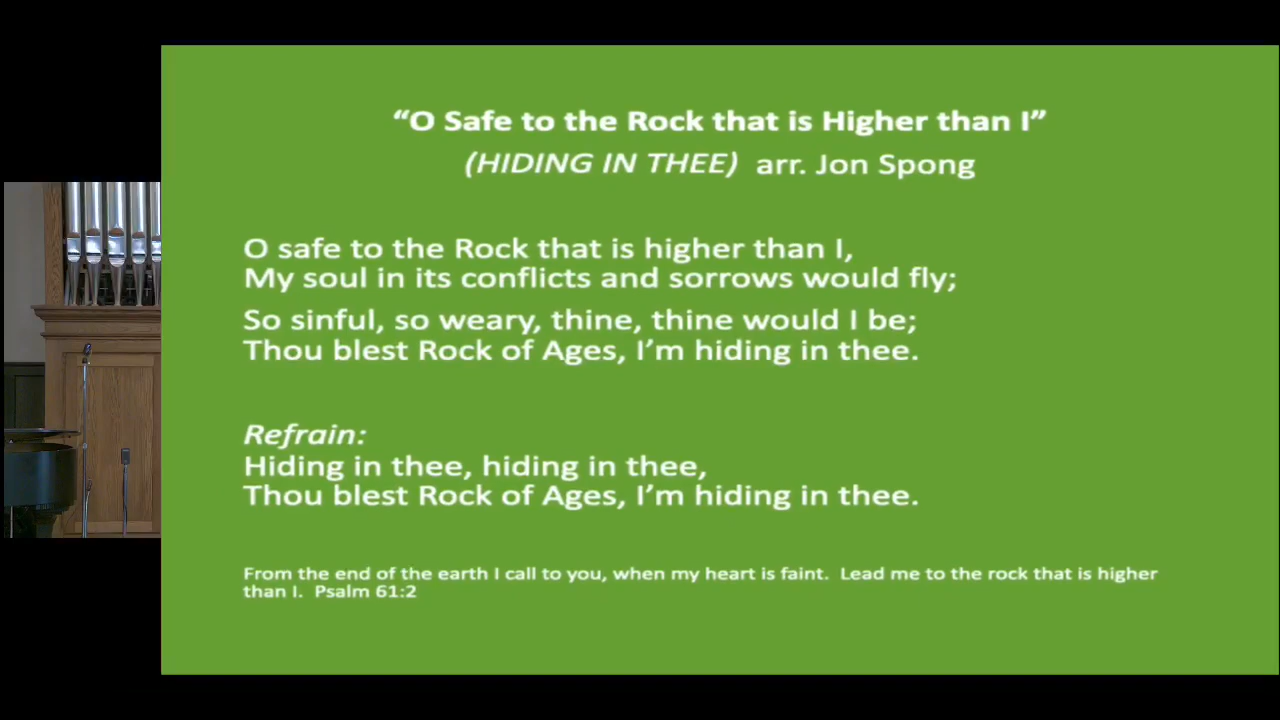 “O Safe to the Rock that is Higher than I”
(HIDING IN THEE)  arr. Jon Spong
O safe to the Rock that is higher than I,
My soul in its conflicts and sorrows would fly;
So sinful, so weary, thine, thine would I be;
Thou blest Rock of Ages, I’m hiding in thee.
Refrain:
Hiding in thee, hiding in thee,
Thou blest Rock of Ages, I’m hiding in thee.
From the end of the earth I call to you, when my heart is faint.  Lead me to the rock that is higher
than I.  Psalm 61:2